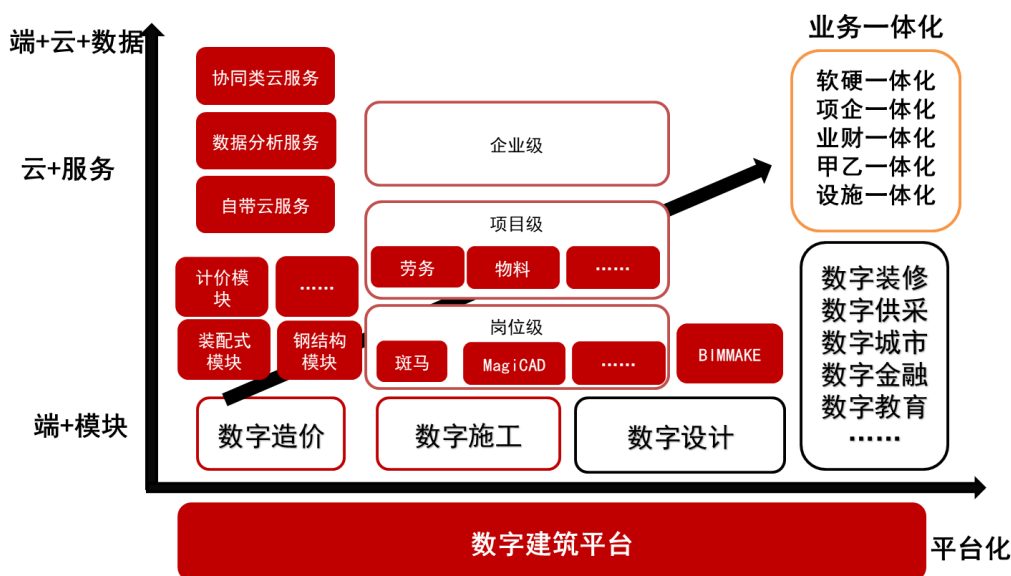 端+云+数据
云+服务
端+模块
协同类云服务
数据分析服务
自带云服务
计价模
块
……
装配式
模块
钢结构
模块
企业级
项目级
劳务
物料
……
岗位级
斑马
MagiCAD
……
BIMMAKE
数字造价
数字施工
数字设计
业务一体化
软硬一体化
项企一体化
业财一体化
甲乙一体化
设施一体化
数字装修
数字供采
数字城市
数字金融
数字教育
……
数字建筑平台
平台化